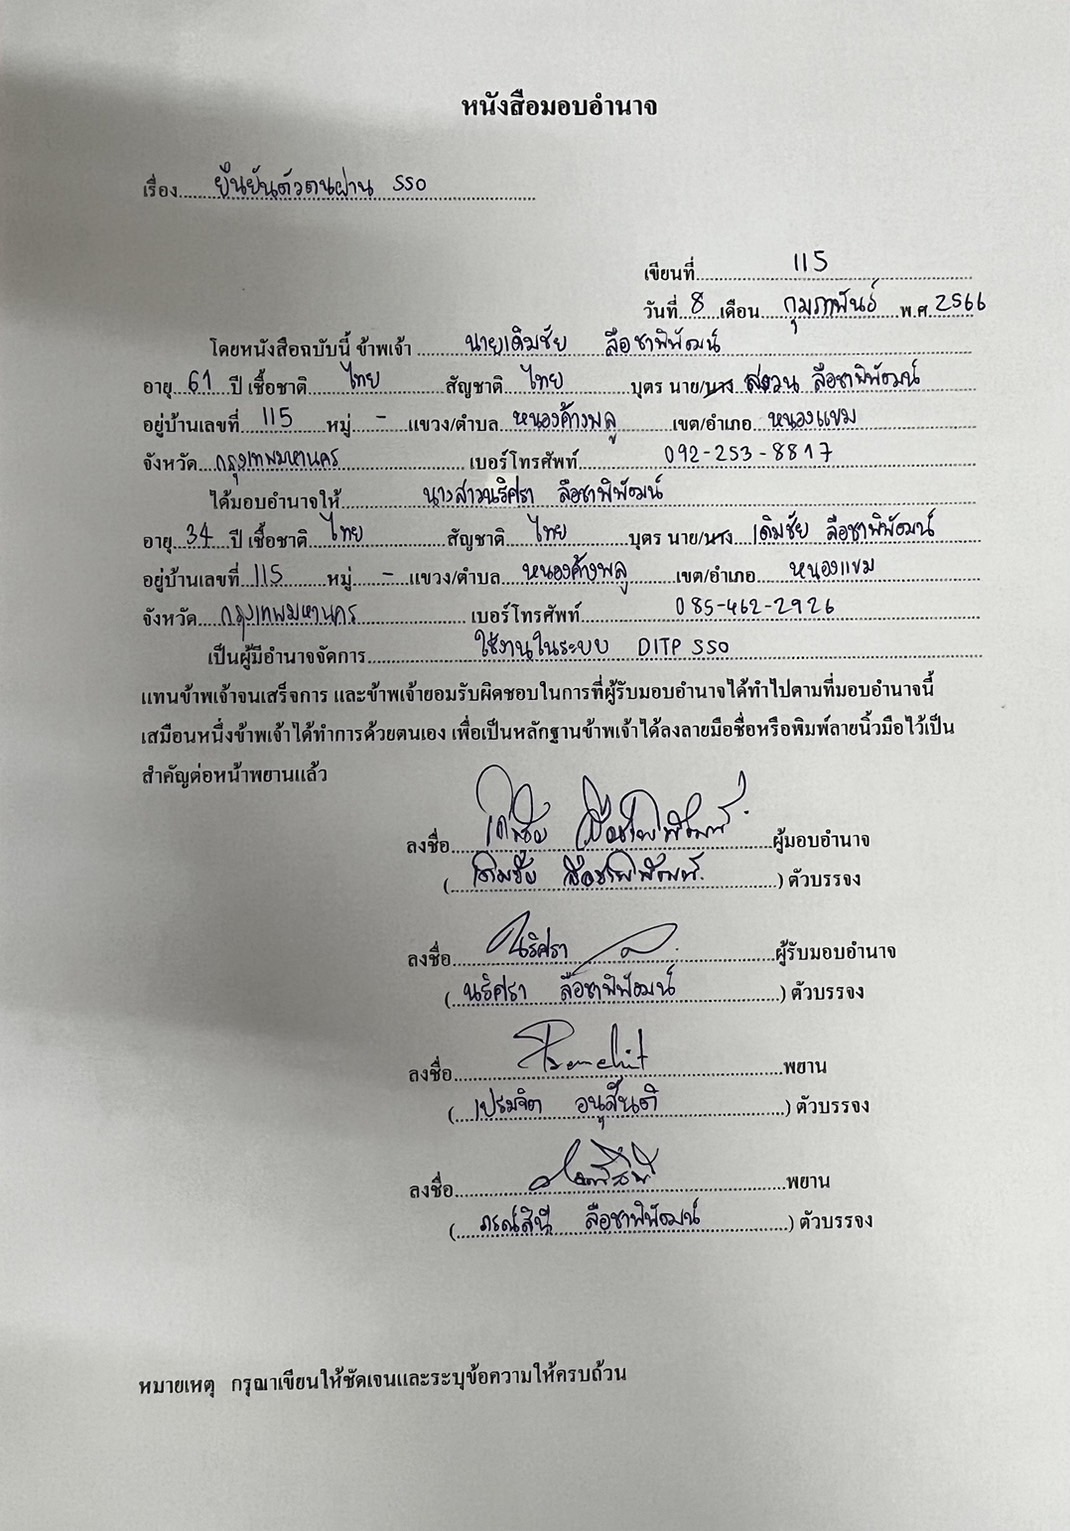 หนังสือมอบอำนาจ
เรื่อง ยืนยันตัวตนผ่าน SSO
เขียนที่ 115
วันที่ 8 เดือน กุมภาพันธ์ พ.ศ. 2566
โดยหนังสือฉบับนี้ ข้าพเจ้า นายเดิมชัย ลือชาพิพัฒน์
อายุ 61 ปี เชื้อชาติ ไทย สัญชาติ ไทย บุตร นาย/นาง สงวน ลือชาพิพัฒน์
อยู่บ้านเลขที่ 115 หมู่ - แขวง/ตำบล หนองค้างพลู เขต/อำเภอ หนองแขม
จังหวัด กรุงเทพมหานคร เบอร์โทรศัพท์ 092-253-8817
ได้มอบอำนาจให้ นางสาวนริศรา ลือชาพิพัฒน์
อายุ 34 ปี เชื้อชาติ ไทย สัญชาติ ไทย บุตร นาย/นาง เดิมชัย ลือชาพิพัฒน์
อยู่บ้านเลขที่ 115 หมู่ - แขวง/ตำบล หนองค้างพลู เขต/อำเภอ หนองแขม
จังหวัด กรุงเทพมหานคร เบอร์โทรศัพท์ 085-462-2926
เป็นผู้มีอำนาจจัดการ ใช้งานในระบบ DITP SSO
แทนข้าพเจ้าจนเสร็จการ และข้าพเจ้ายอมรับผิดชอบในการที่ผู้รับมอบอำนาจได้ทำไปตามที่มอบอำนาจนี้
เสมือนหนึ่งข้าพเจ้าได้ทำการด้วยตนเอง เพื่อเป็นหลักฐานข้าพเจ้าได้ลงลายมือชื่อหรือพิมพ์ลายนิ้วมือไว้เป็น
สำคัญต่อหน้าพยานแล้ว
ลงชื่อ เดิมชัย ลือชาพิพัฒน์ ผู้มอบอำนาจ
( เดิมชัย ลือชาพิพัฒน์ ) ตัวบรรจง
ลงชื่อ นริศรา ผู้รับมอบอำนาจ
( นริศรา ลือชาพิพัฒน์ ) ตัวบรรจง
ลงชื่อ พยาน
( เปรมจิต อนุสันติ ) ตัวบรรจง
ลงชื่อ พยาน
( ภรณ์สินี ลือชาพิพัฒน์ ) ตัวบรรจง
หมายเหตุ กรุณาเขียนให้ชัดเจนและระบุข้อความให้ครบถ้วน